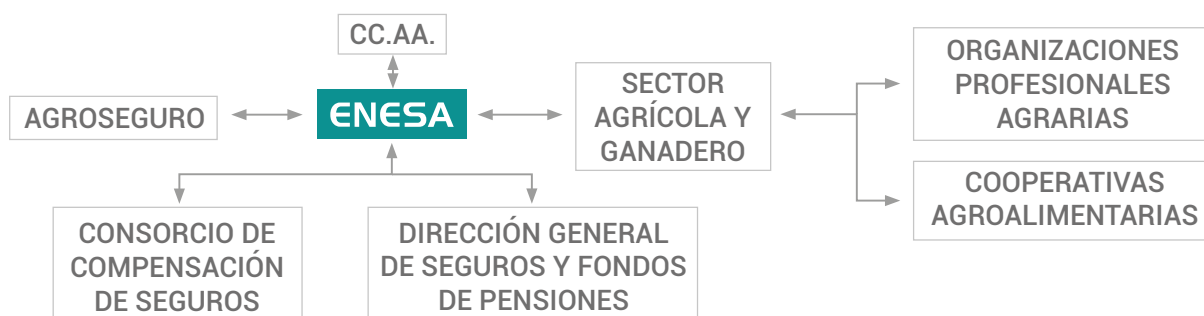 CC.AA.
AGROSEGURO
ENESA
SECTOR
AGRÍCOLA Y
GANADERO
ORGANIZACIONES
PROFESIONALES
AGRARIAS
COOPERATIVAS
AGROALIMENTARIAS
CONSORCIO DE
COMPENSACIÓN
DE SEGUROS
DIRECCIÓN GENERAL
DE SEGUROS Y FONDOS
DE PENSIONES